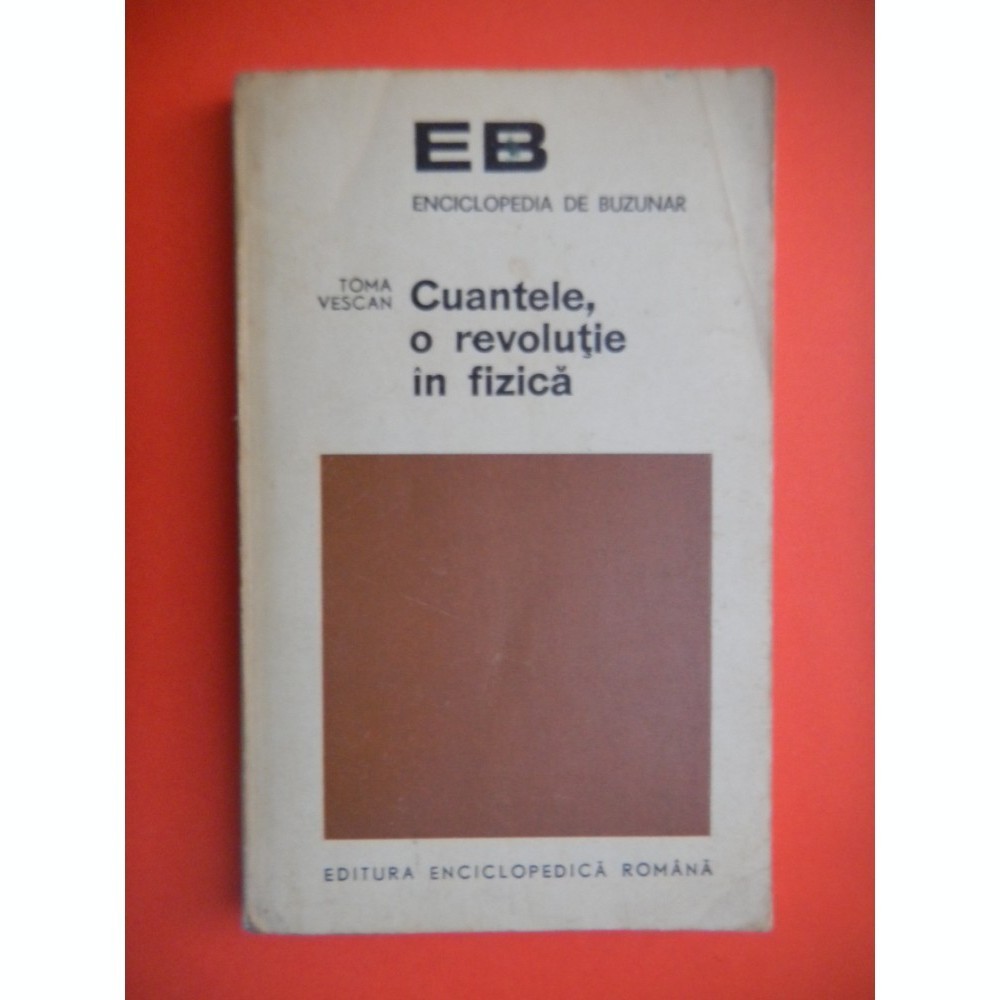 EB
ENCICLOPEDIA DE BUZUNAR
TOMA
VESCAN
Cuantele,
o revoluţie
în fizică
EDITURA ENCICLOPEDICĂ ROMÂNĂ